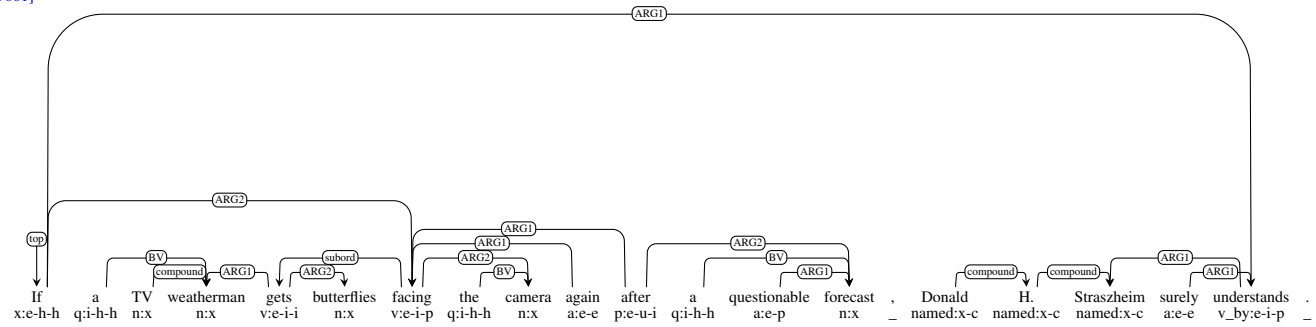 ARG1
ARG2
top ARG1
ARG1 ARG2
BV subord ARG2 BV ARG1
compound ARG1 ARG2 BV ARG1 compound compound ARG1
If a TV weatherman gets butterflies facing the camera again after a questionable forecast , Donald H. Straszheim surely understands .
x:e-h-h q:i-h-h n:x n:x v:e-i-i n:x v:e-i-p q:i-h-h n:x a:e-e p:e-u-i q:i-h-h a:e-p n:x _ named:x-c named:x-c named:x-c a:e-e v_by:e-i-p _